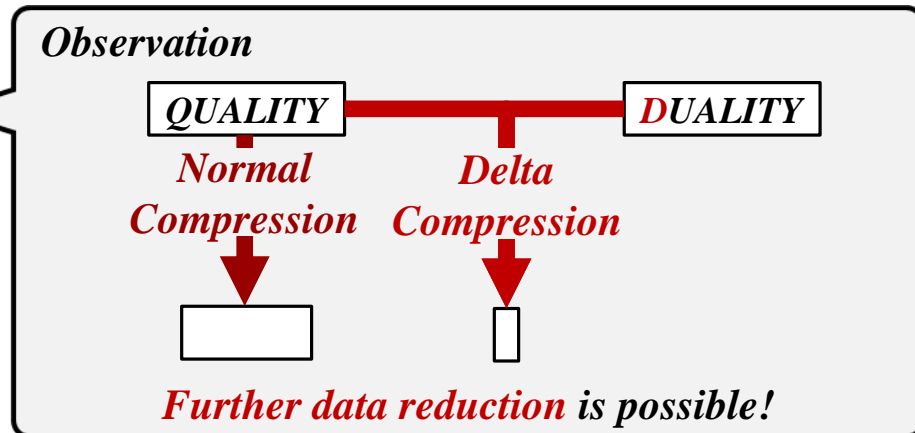 Observation
QUALITY DUALITY
Normal Delta
Compression Compression
Further data reduction is possible!